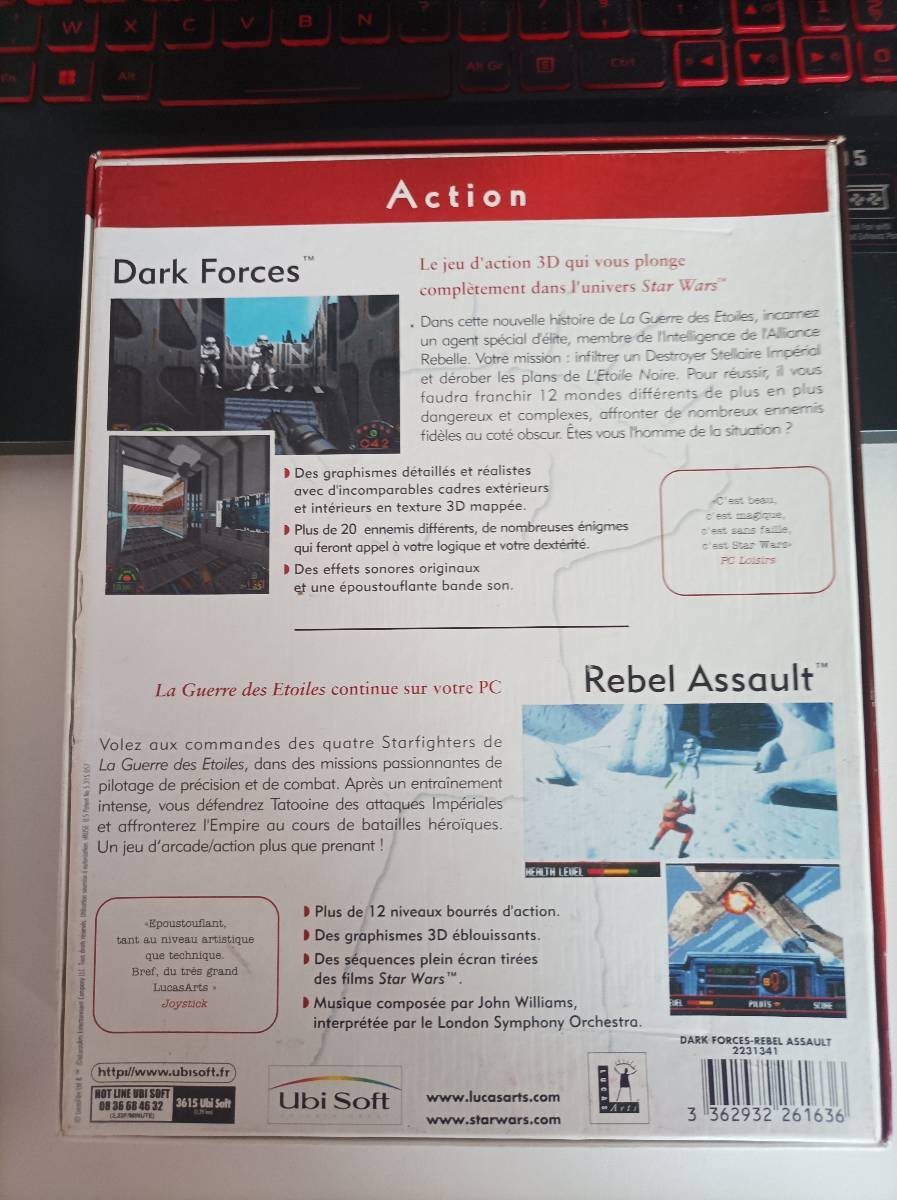 W X C V B N
Fn Alt Alt Gr Ctrl
15
Action
Dark Forces™
Le jeu d'action 3D qui vous plonge
complètement dans l'univers Star Wars™
Dans cette nouvelle histoire de La Guerre des Etoiles, incarnez
un agent spécial d'élite, membre de l'Intelligence de l'Alliance
Rebelle. Votre mission : infiltrer un Destroyer Stellaire Impérial
et dérober les plans de L'Etoile Noire. Pour réussir, il vous
faudra franchir 12 mondes différents de plus en plus
dangereux et complexes, affronter de nombreux ennemis
fidèles au coté obscur. Êtes vous l'homme de la situation ?
042
Des graphismes détaillés et réalistes
avec d'incomparables cadres extérieurs
et intérieurs en texture 3D mappée.
Plus de 20 ennemis différents, de nombreuses énigmes
qui feront appel à votre logique et votre dextérité.
Des effets sonores originaux
et une époustouflante bande son.
«C'est beau,
c'est magique,
c'est sans faille,
c'est Star Wars»
PC Loisirs
Rebel Assault™
La Guerre des Etoiles continue sur votre PC
Volez aux commandes des quatre Starfighters de
La Guerre des Etoiles, dans des missions passionnantes de
pilotage de précision et de combat. Après un entraînement
intense, vous défendrez Tatooine des attaques Impériales
et affronterez l'Empire au cours de batailles héroïques.
Un jeu d'arcade/action plus que prenant !
HEALTH LEVEL
«Epoustouflant,
tant au niveau artistique
que technique.
Bref, du très grand
LucasArts »
Joystick
Plus de 12 niveaux bourrés d'action.
Des graphismes 3D éblouissants.
Des séquences plein écran tirées
des films Star Wars™.
Musique composée par John Williams,
interprétée par le London Symphony Orchestra.
PILOTS SCORE
DARK FORCES-REBEL ASSAULT
2231341
3 362932 261636
http://www.ubisoft.fr
HOT LINE UBI SOFT
08 36 68 46 32
(2,23F/MINUTE)
3615 Ubi Soft
Ubi Soft
www.lucasarts.com
www.starwars.com
LUCAS
Arts